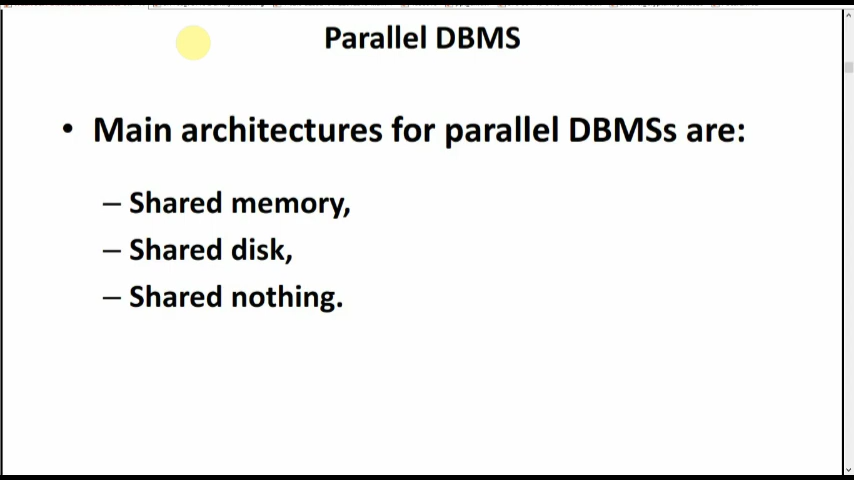 Parallel DBMS
• Main architectures for parallel DBMSs are:
– Shared memory,
– Shared disk,
– Shared nothing.